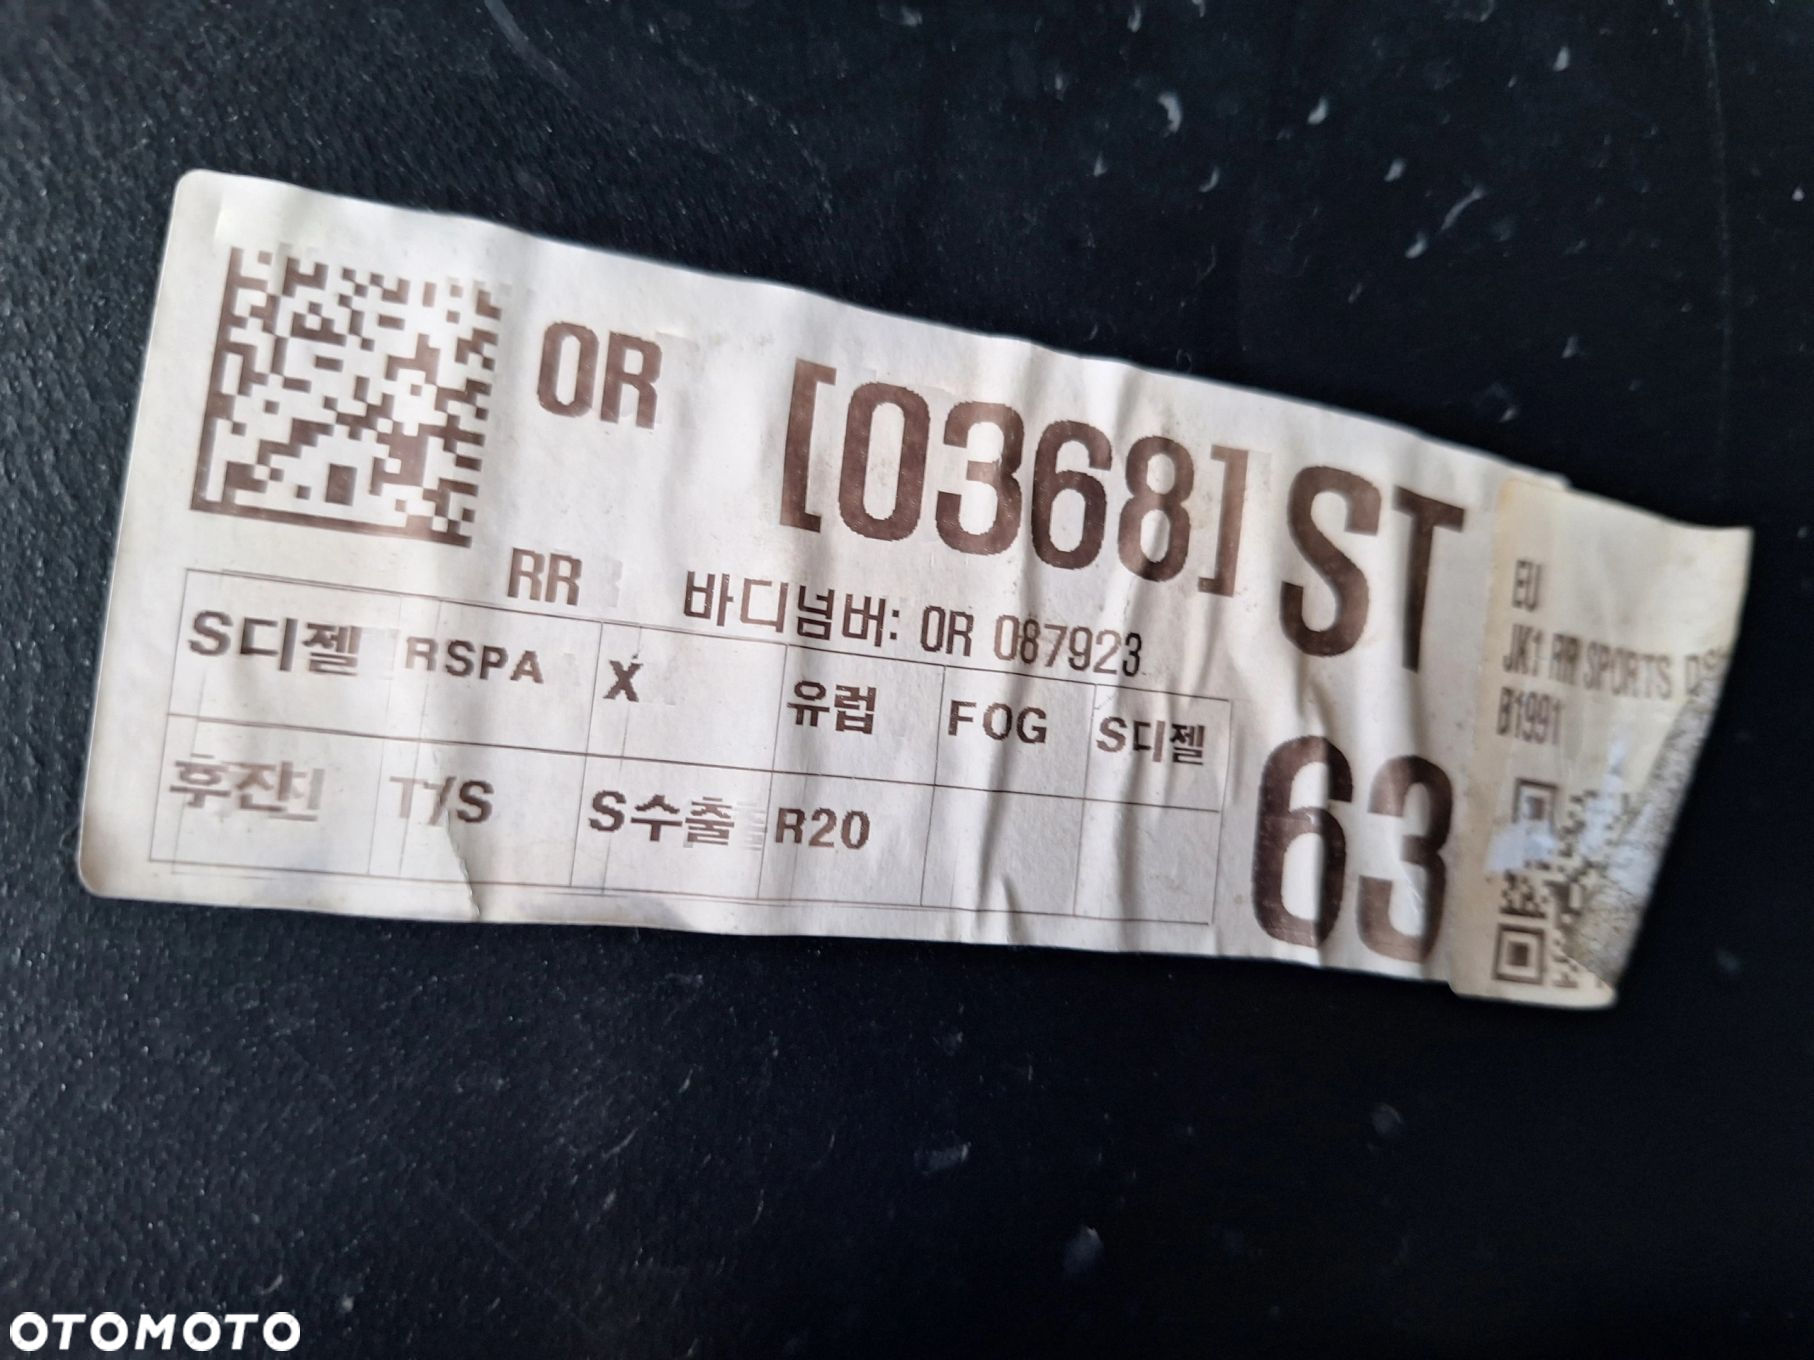 OR [0368] ST
RR 바디넘버: OR 087923
S디젤 RSPA X 유럽 FOG S디젤
후진 T/S S수출 R20
63
EU
JK1 RR SPORTS
B1991
OTOMOTO